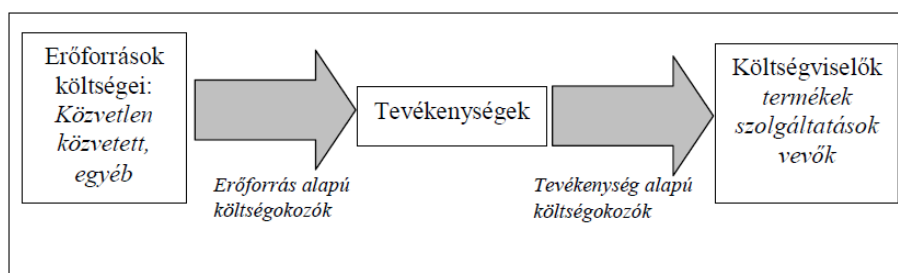 Erőforrások
költségei:
Közvetlen
közvetett,
egyéb
Erőforrás alapú
költségokozók
Tevékenységek
Tevékenység alapú
költségokozók
Költségviselők
termékek
szolgáltatások
vevők